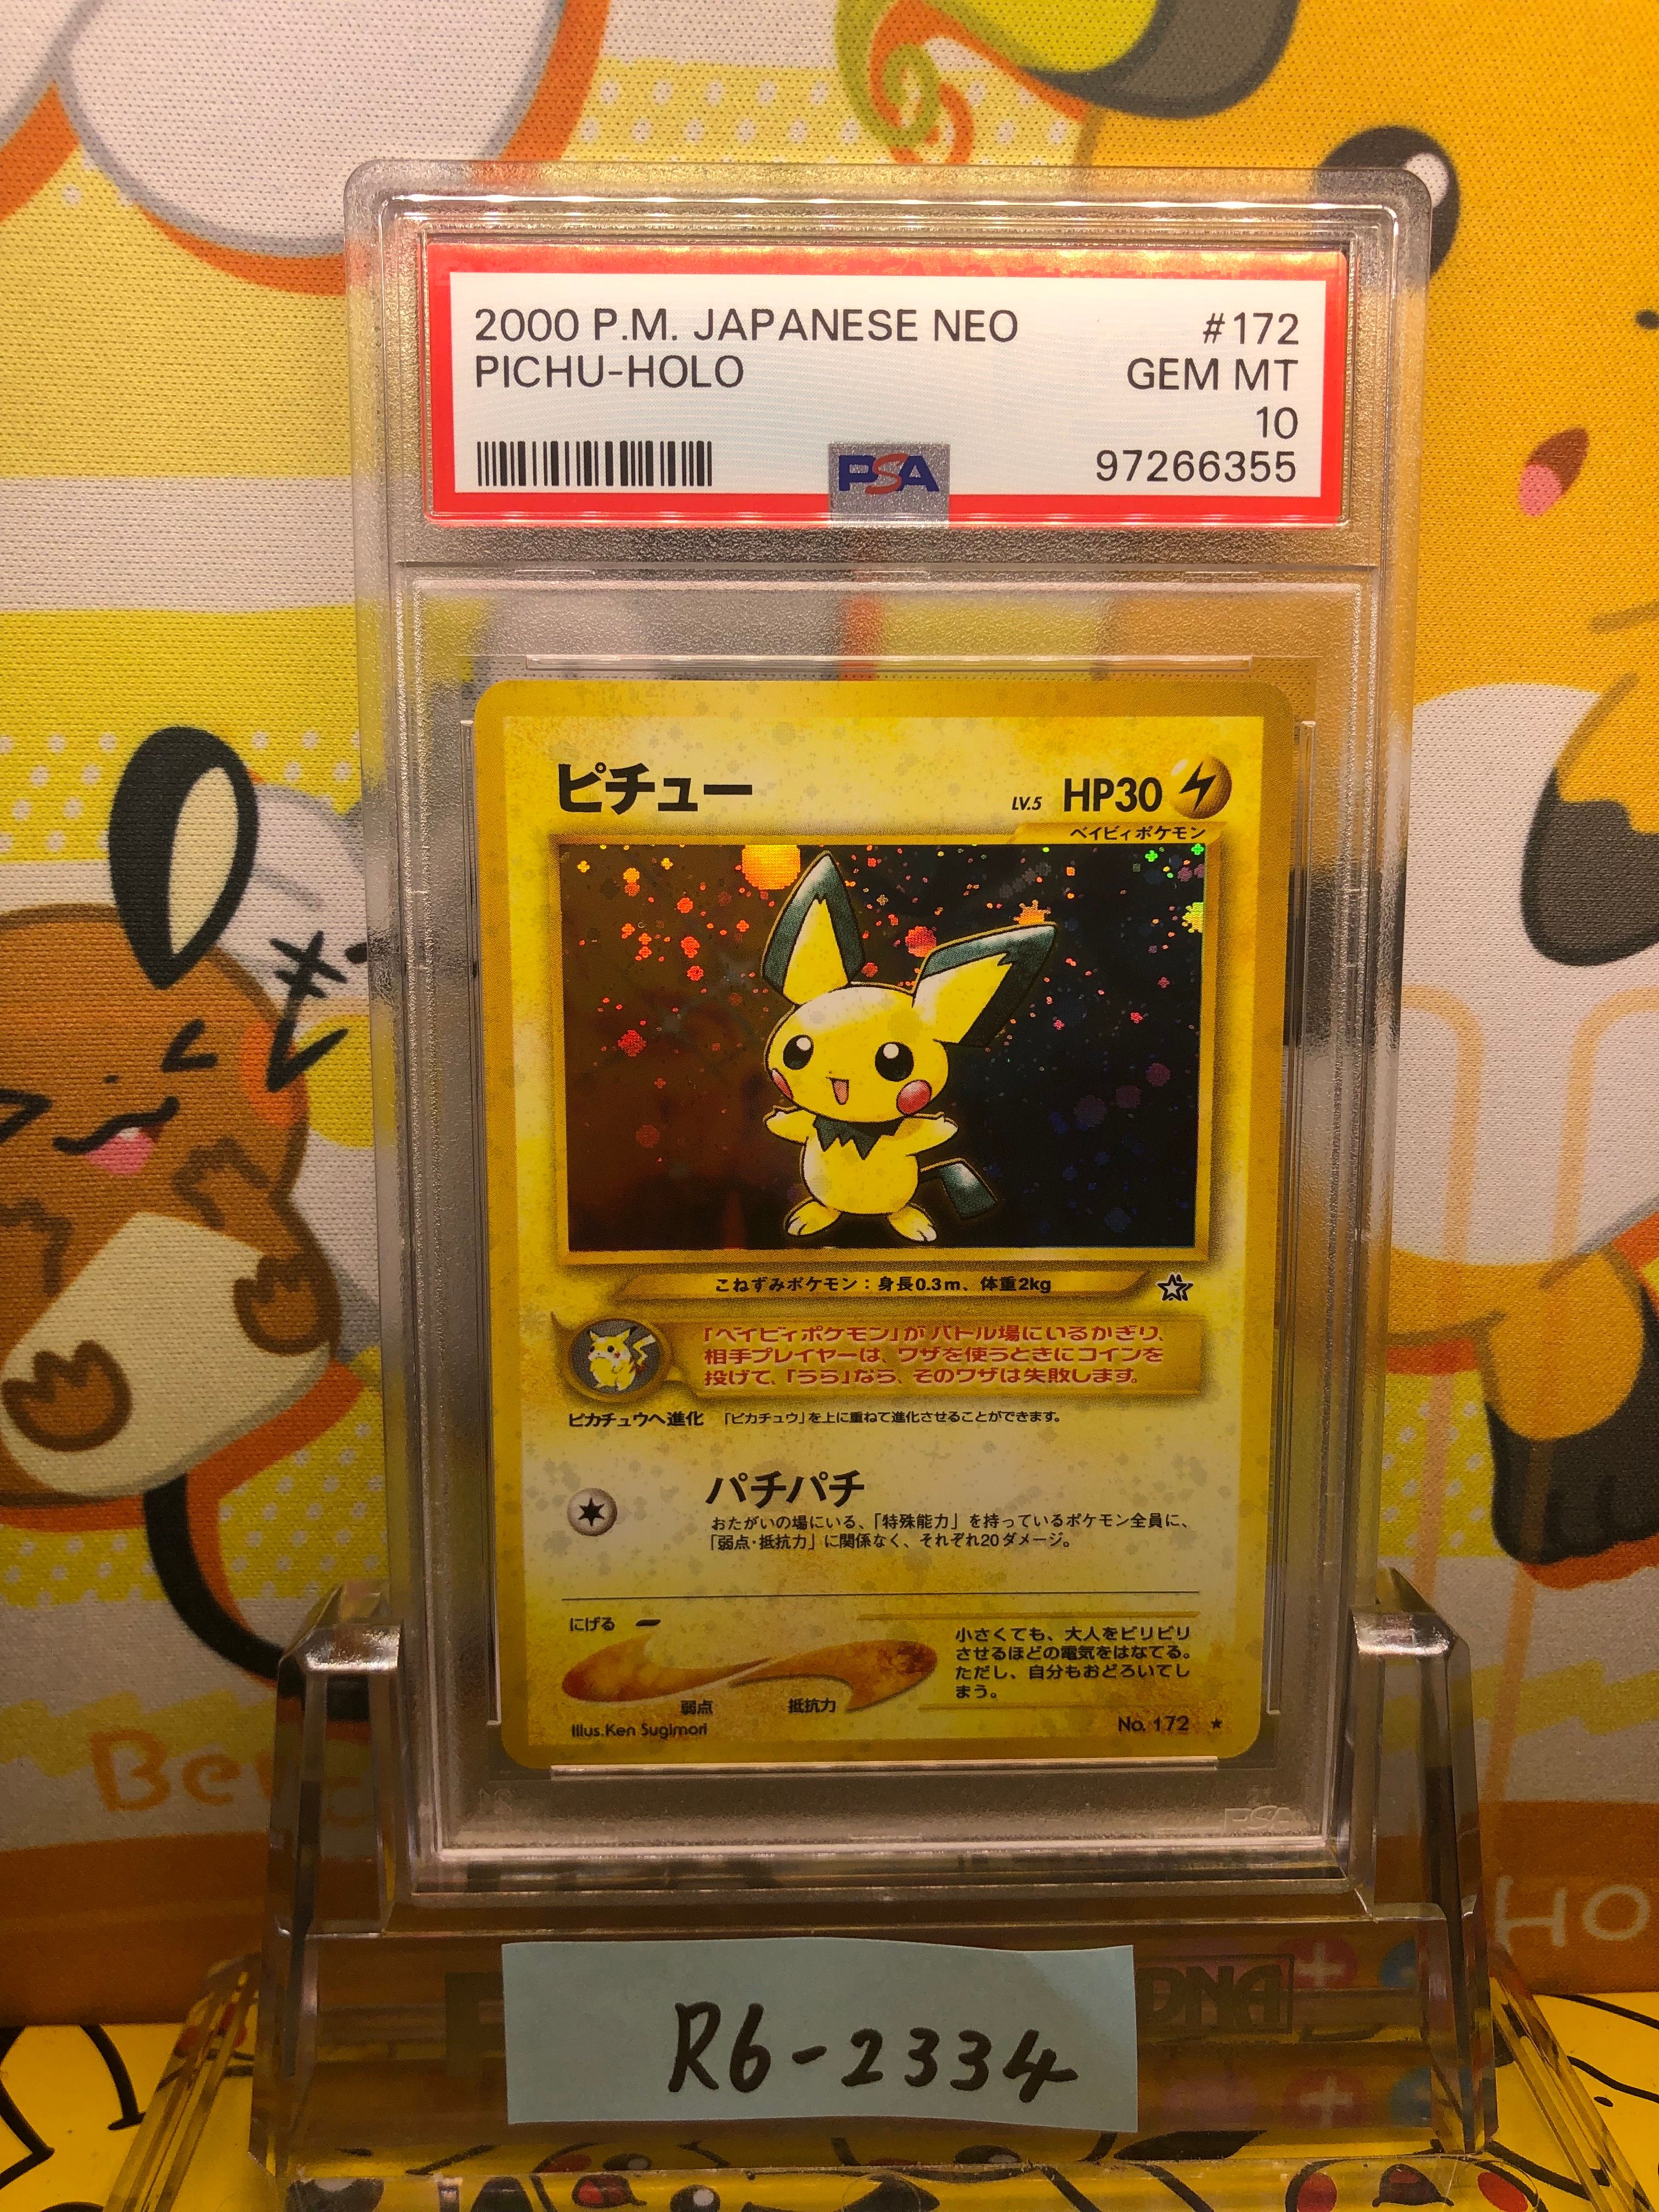 2000 P.M. JAPANESE NEO #172
PICHU-HOLO GEM MT
10
PSA 97266355
ピチュー LV.5 HP30
ベイビィポケモン
こねずみポケモン：身長0.3m、体重2kg
「ベイビィポケモン」がバトル場にいるかぎり、
相手プレイヤーは、ワザを使うときにコインを
投げて、「うら」なら、そのワザは失敗します。
ピカチュウへ進化 「ピカチュウ」を上に重ねて進化させることができます。
パチパチ
おたがいの場にいる、「特殊能力」を持っているポケモン全員に、
「弱点・抵抗力」に関係なく、それぞれ20ダメージ。
にげる
弱点 抵抗力
小さくても、大人をビリビリ
させるほどの電気をはなてる。
ただし、自分もおどろいてし
まう。
Illus. Ken Sugimori No. 172 ★
PSA
HO
DNA
R6-2334